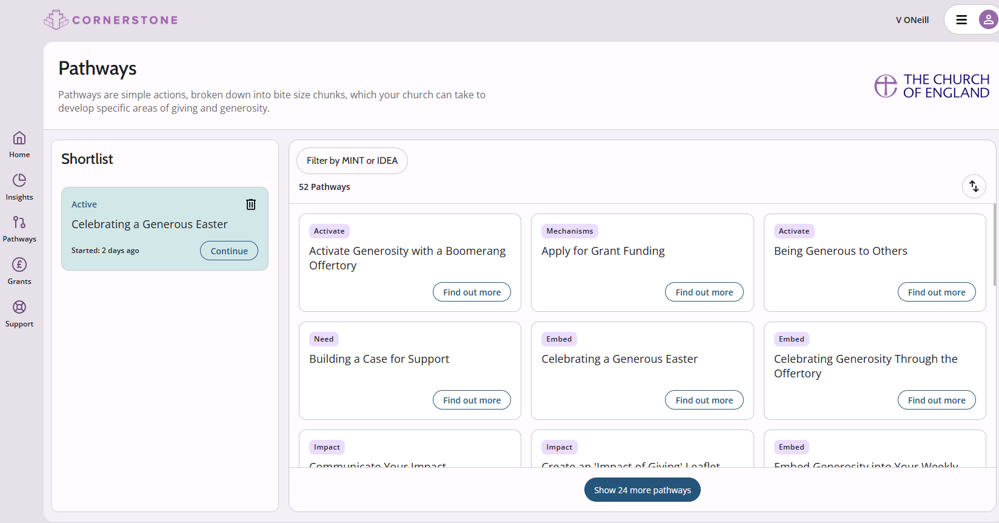 CORNERSTONE
V ONeill
Pathways
Pathways are simple actions, broken down into bite size chunks, which your church can take to
develop specific areas of giving and generosity.
THE CHURCH
OF ENGLAND
Home
Insights
Pathways
Grants
Support
Shortlist
Active
Celebrating a Generous Easter
Started: 2 days ago
Continue
Filter by MINT or IDEA
52 Pathways
Activate
Activate Generosity with a Boomerang
Offertory
Find out more
Mechanisms
Apply for Grant Funding
Find out more
Activate
Being Generous to Others
Find out more
Need
Building a Case for Support
Find out more
Embed
Celebrating a Generous Easter
Find out more
Embed
Celebrating Generosity Through the
Offertory
Find out more
Impact
Communicate Your Impact
Impact
Create an 'Impact of Giving' Leaflet
Embed
Embed Generosity into Your Weekly
Show 24 more pathways